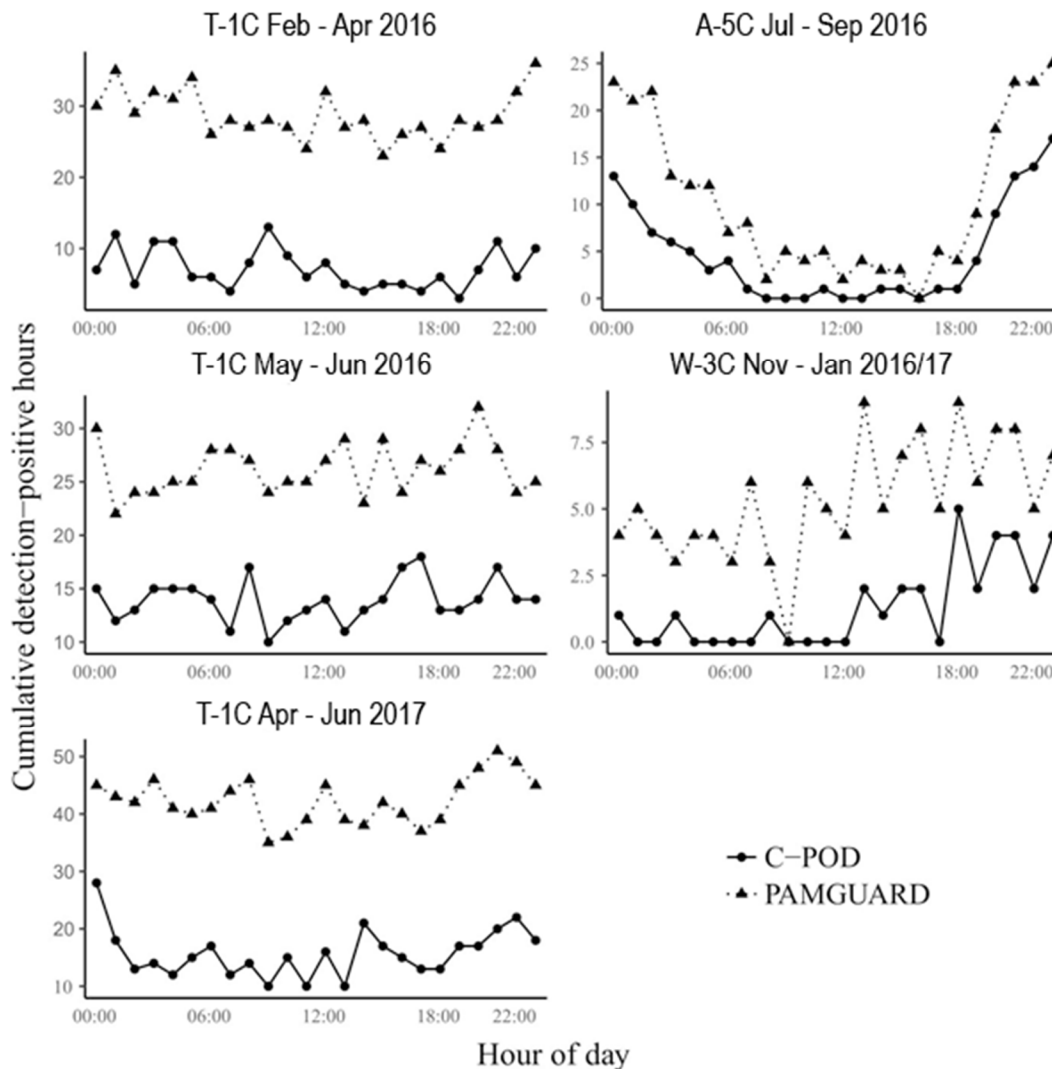 T-1C Feb - Apr 2016
30
20
10
00:00 06:00 12:00 18:00 22:00
A-5C Jul - Sep 2016
25
20
15
10
5
0
00:00 06:00 12:00 18:00 22:00
T-1C May - Jun 2016
30
25
20
15
10
00:00 06:00 12:00 18:00 22:00
W-3C Nov - Jan 2016/17
7.5
5.0
2.5
0.0
00:00 06:00 12:00 18:00 22:00
T-1C Apr - Jun 2017
50
40
30
20
10
00:00 06:00 12:00 18:00 22:00
C−POD
PAMGUARD
Cumulative detection−positive hours
Hour of day